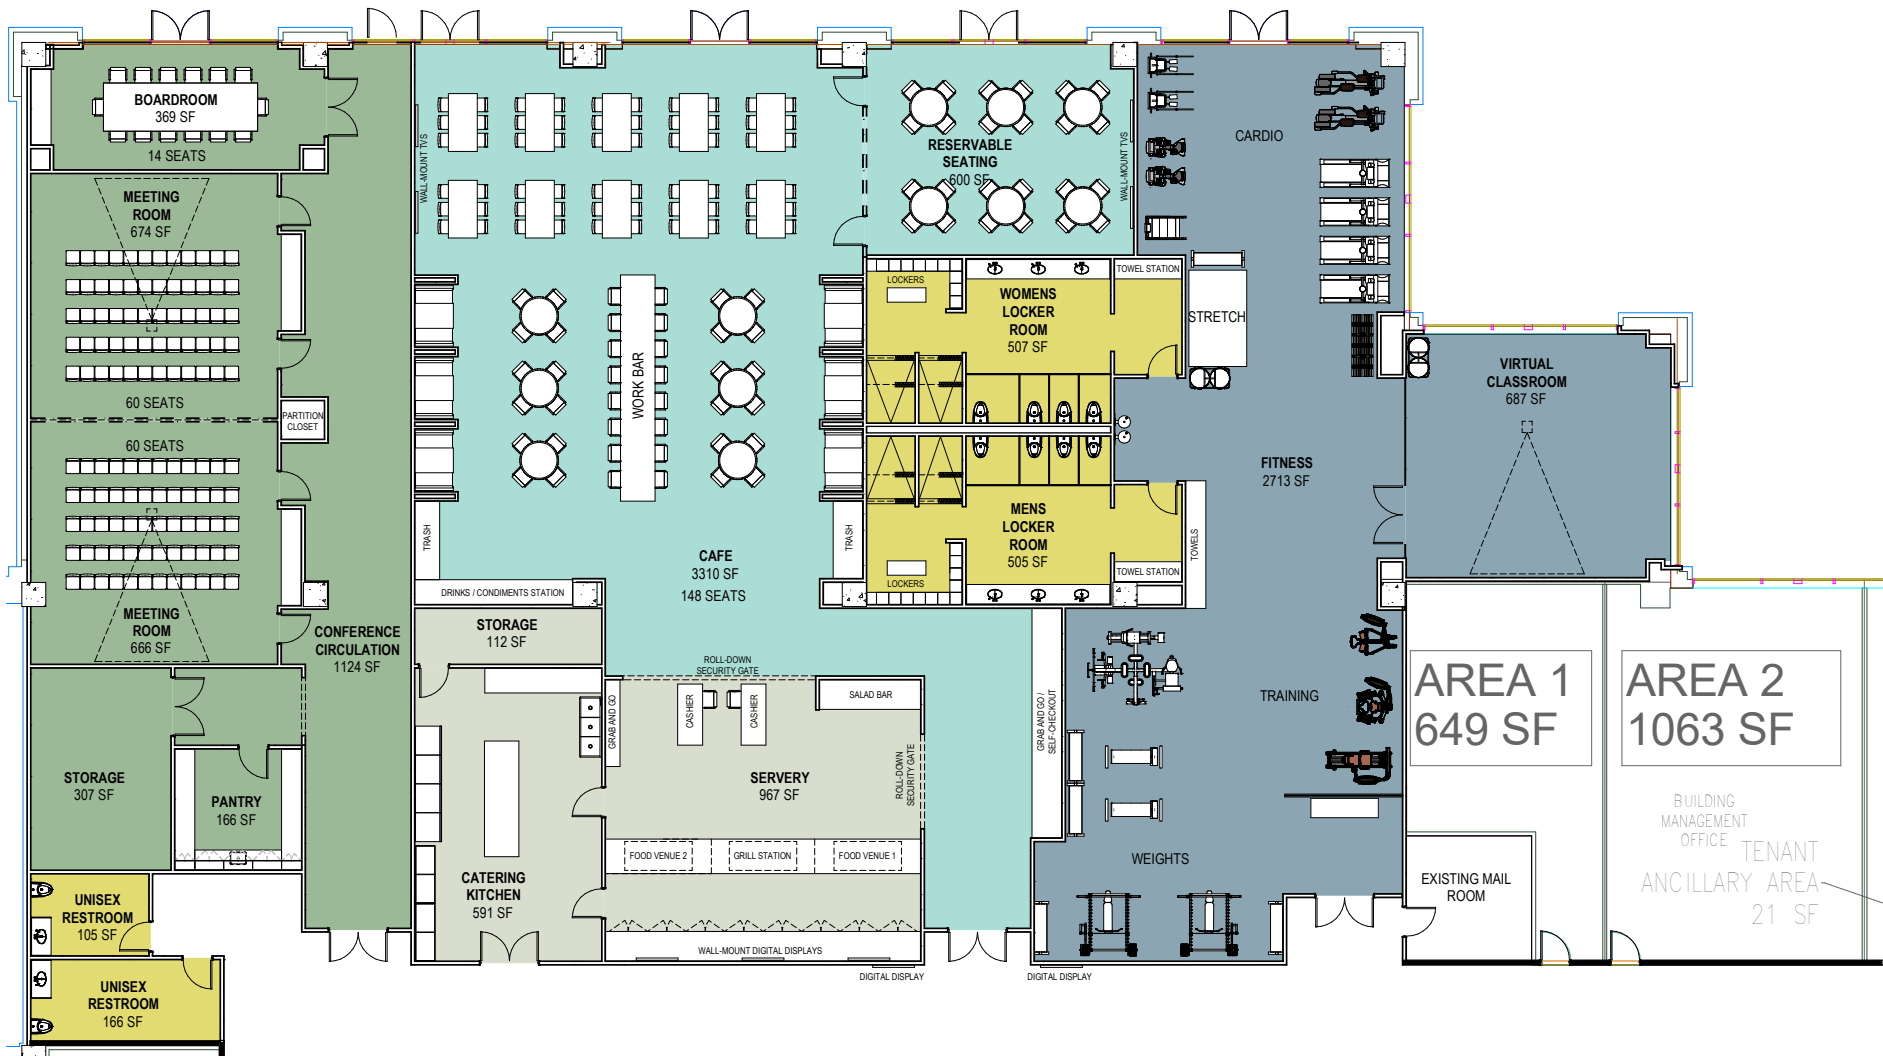 BOARDROOM
369 SF
14 SEATS
MEETING
ROOM
674 SF
60 SEATS
PARTITION
CLOSET
60 SEATS
MEETING
ROOM
666 SF
CONFERENCE
CIRCULATION
1124 SF
STORAGE
307 SF
PANTRY
166 SF
UNISEX
RESTROOM
105 SF
UNISEX
RESTROOM
166 SF
WALL-MOUNT TVS
WORK BAR
TRASH
TRASH
CAFE
3310 SF
148 SEATS
DRINKS / CONDIMENTS STATION
STORAGE
112 SF
ROLL-DOWN
SECURITY GATE
GRAB AND GO
CASHIER
CASHIER
SALAD BAR
SERVERY
967 SF
ROLL-DOWN
SECURITY GATE
GRAB AND GO /
SELF-CHECKOUT
FOOD VENUE 2
GRILL STATION
FOOD VENUE 1
CATERING
KITCHEN
591 SF
WALL-MOUNT DIGITAL DISPLAYS
DIGITAL DISPLAY
DIGITAL DISPLAY
RESERVABLE
SEATING
600 SF
WALL-MOUNT TVS
LOCKERS
WOMENS
LOCKER
ROOM
507 SF
TOWEL STATION
MENS
LOCKER
ROOM
505 SF
LOCKERS
TOWEL STATION
TOWELS
CARDIO
STRETCH
FITNESS
2713 SF
VIRTUAL
CLASSROOM
687 SF
TRAINING
WEIGHTS
AREA 1
649 SF
AREA 2
1063 SF
BUILDING
MANAGEMENT
OFFICE
TENANT
ANCILLARY AREA
21 SF
EXISTING MAIL
ROOM